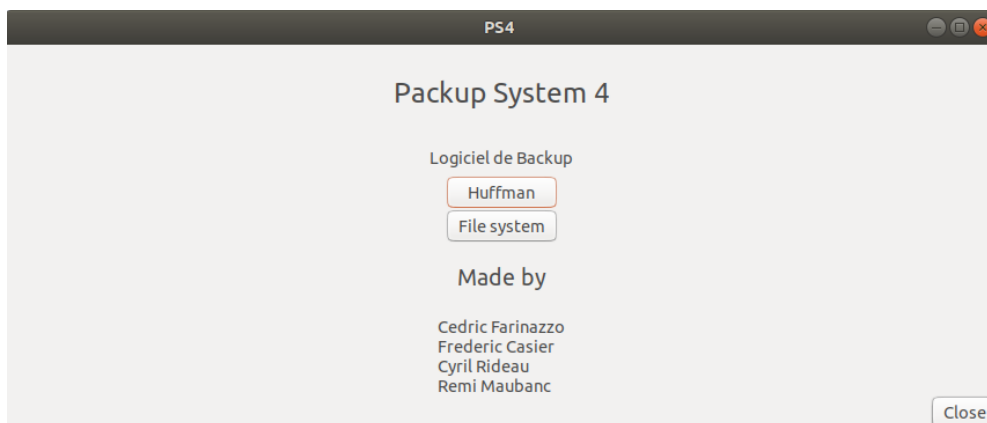 PS4
Packup System 4
Logiciel de Backup
Huffman
File system
Made by
Cedric Farinazzo
Frederic Casier
Cyril Rideau
Remi Maubanc
Close